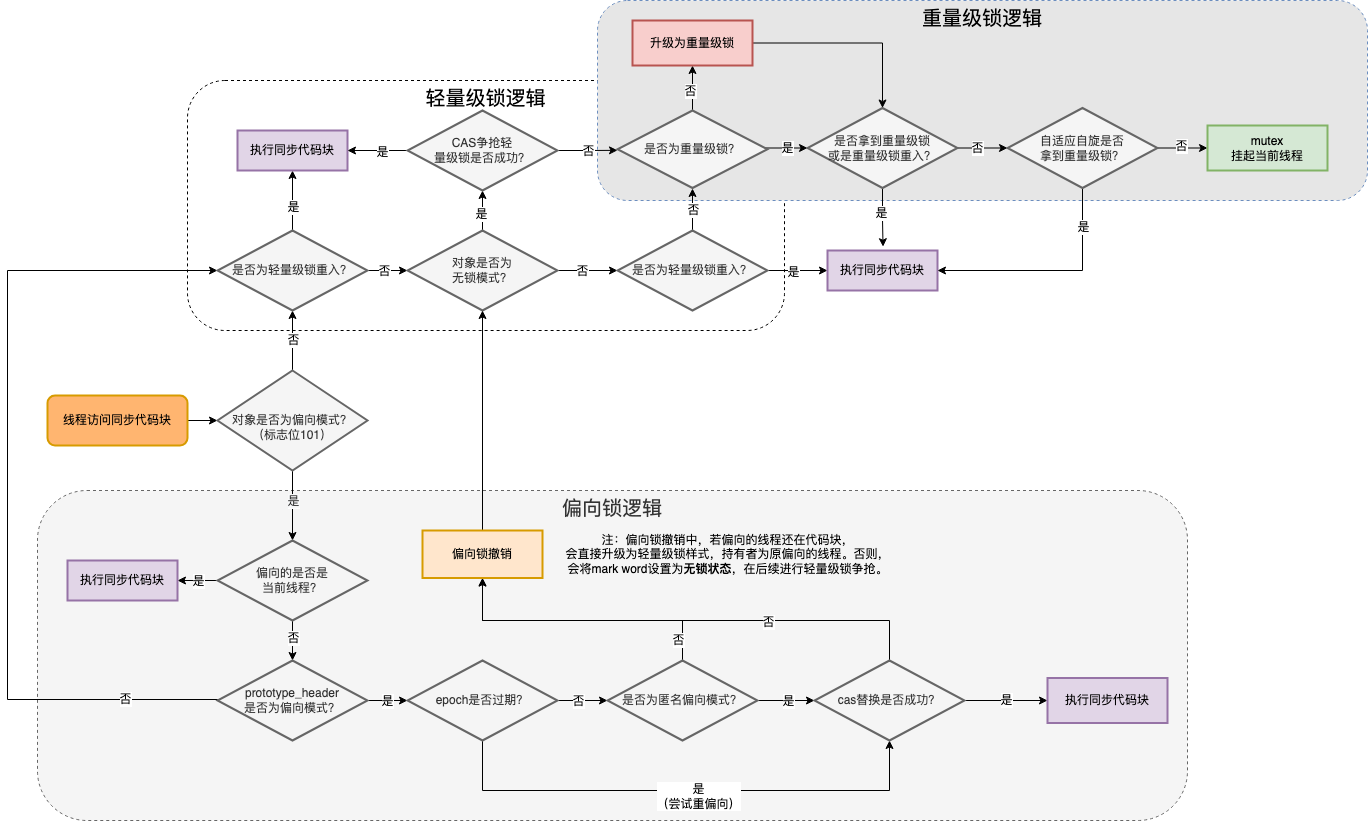 重量级锁逻辑
升级为重量级锁
否
轻量级锁逻辑
执行同步代码块
是
CAS争抢轻
量级锁是否成功?
否
是否为重量级锁?
是
是否拿到重量级锁
或是重量级锁重入?
否
自适应自旋是否
拿到重量级锁?
否
mutex
挂起当前线程
是
是
否
是
是
是否为轻量级锁重入?
否
对象是否为
无锁模式?
否
是否为轻量级锁重入?
是
执行同步代码块
否
线程访问同步代码块
对象是否为偏向模式?
（标志位101）
是
偏向锁逻辑
偏向锁撤销
注：偏向锁撤销中，若偏向的线程还在代码块，
会直接升级为轻量级锁样式，持有者为原偏向的线程。否则，
会将mark word设置为无锁状态，在后续进行轻量级锁争抢。
执行同步代码块
是
偏向的是否是
当前线程?
否
否
否
否
prototype_header
是否为偏向模式?
是
epoch是否过期?
否
是否为匿名偏向模式?
是
cas替换是否成功?
是
执行同步代码块
是
（尝试重偏向）